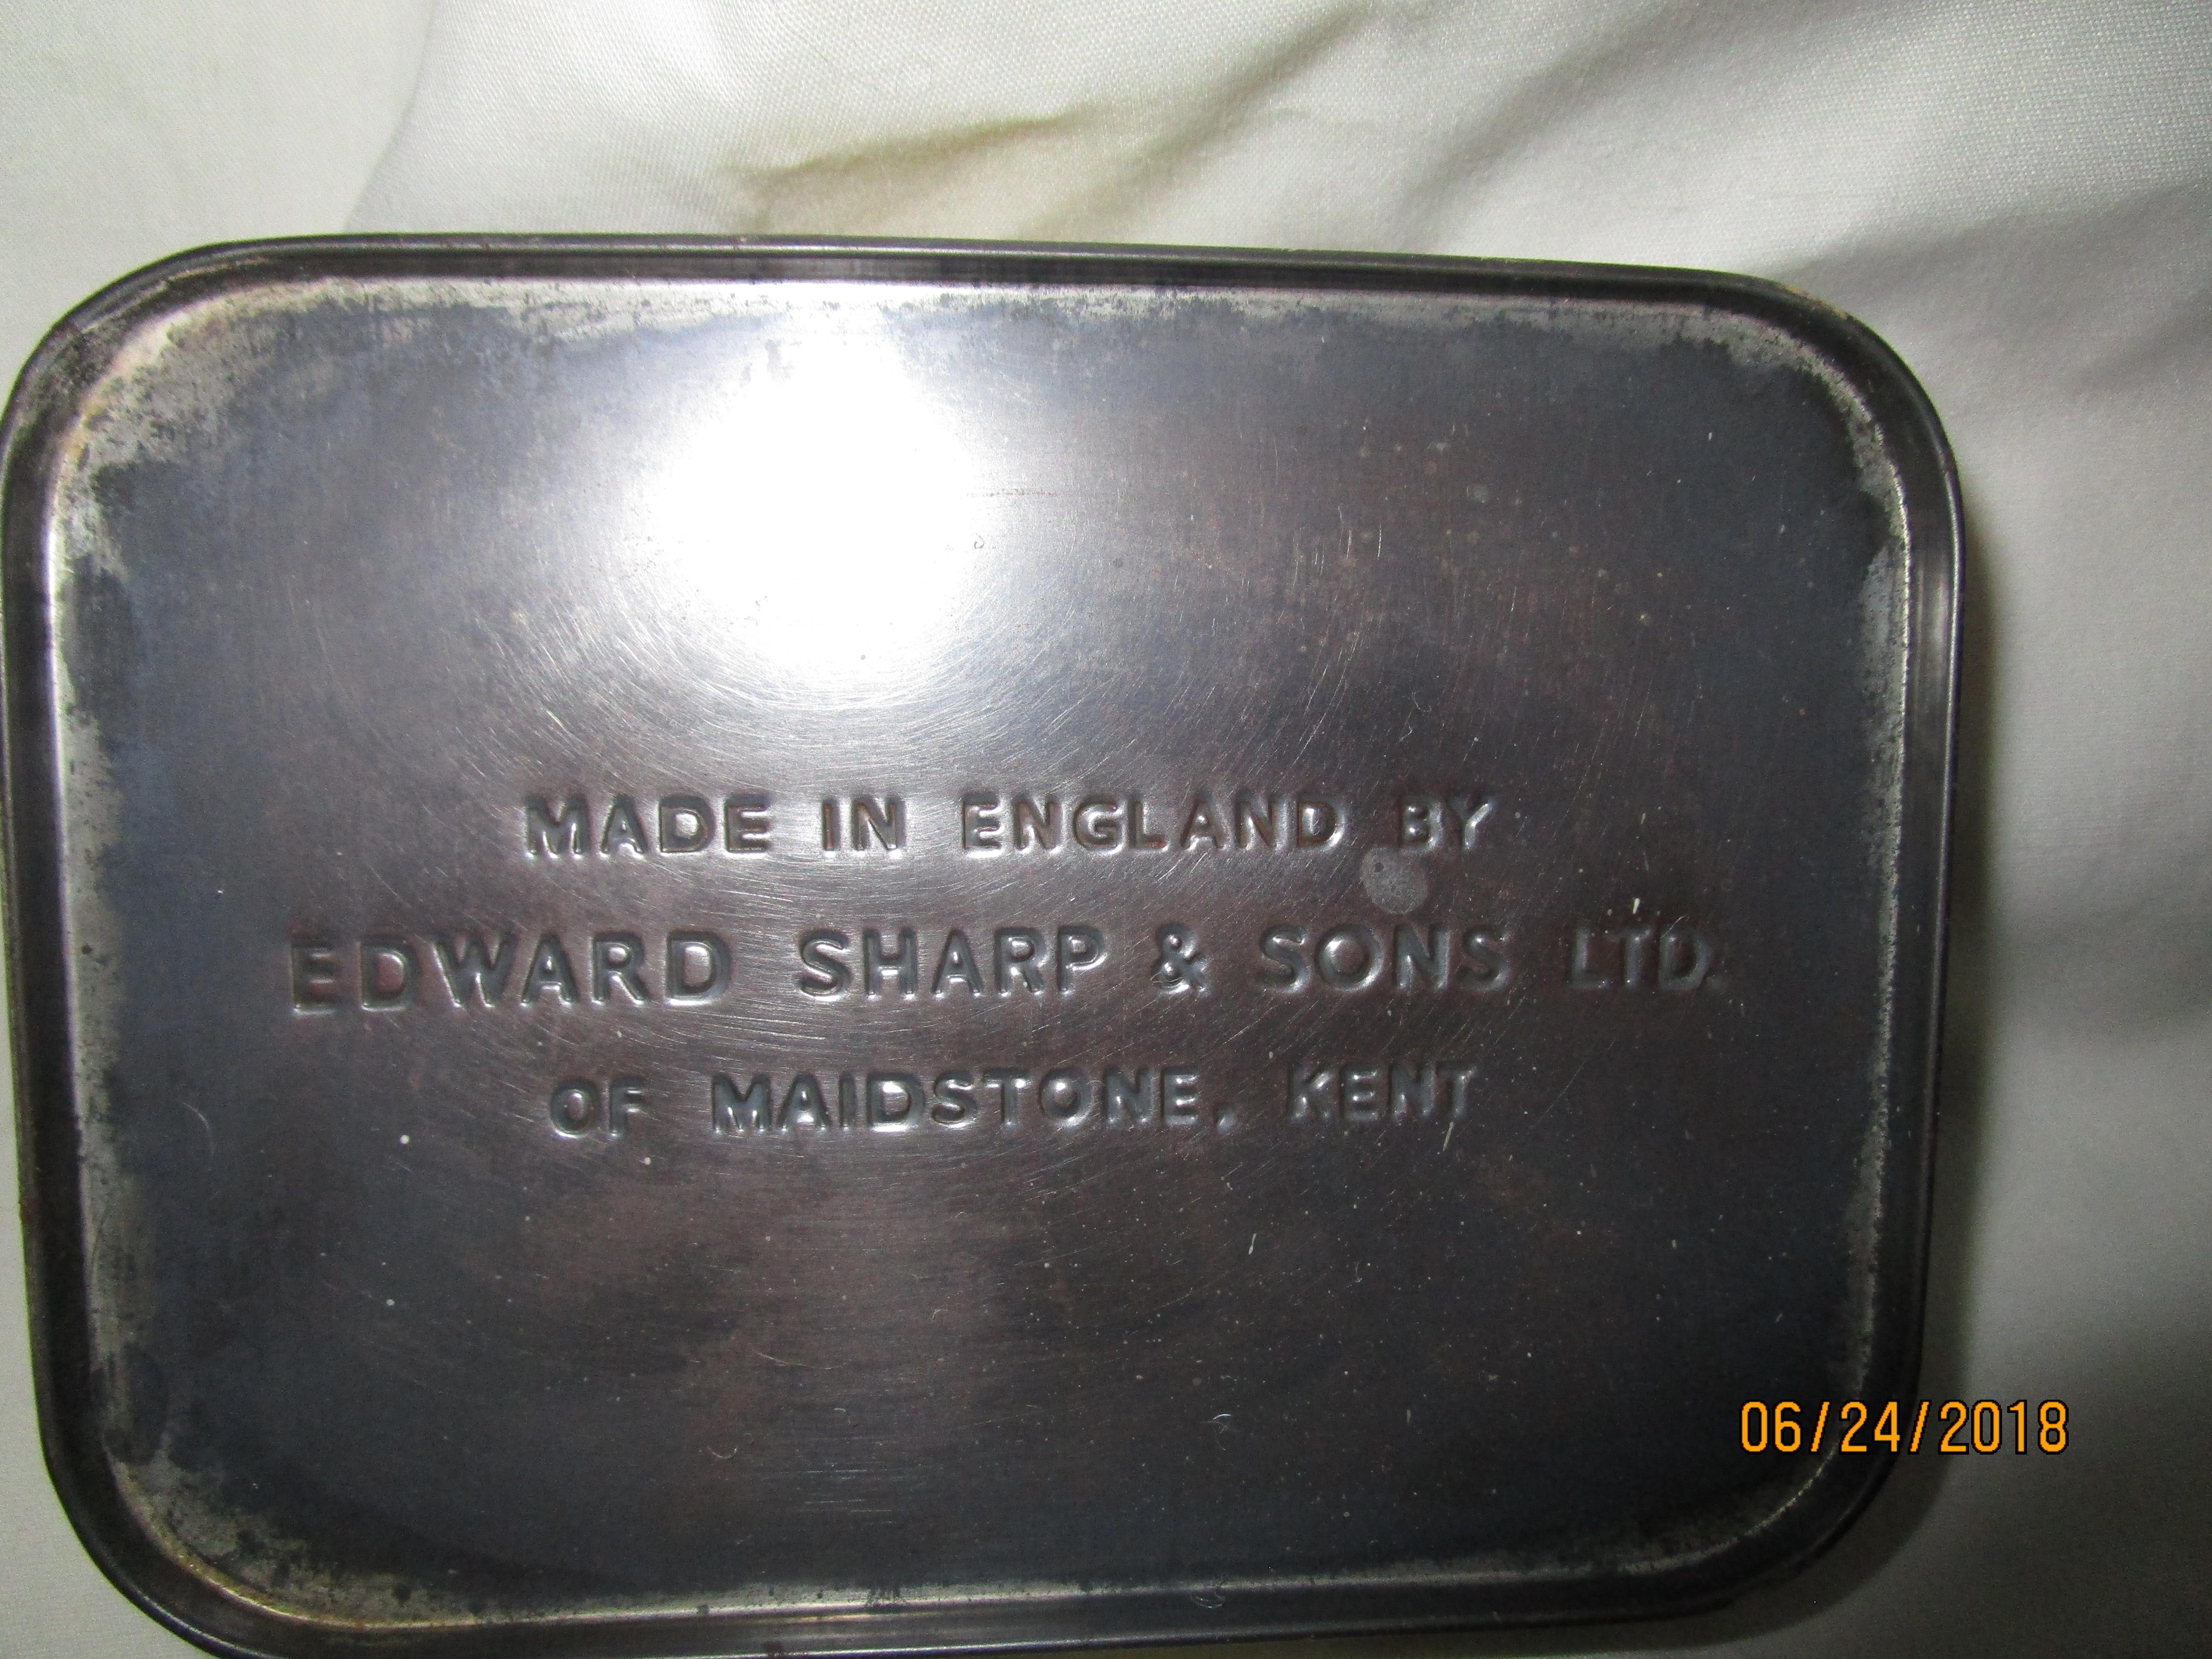 MADE IN ENGLAND BY
EDWARD SHARP & SONS LTD.
OF MAIDSTONE, KENT
06/24/2018